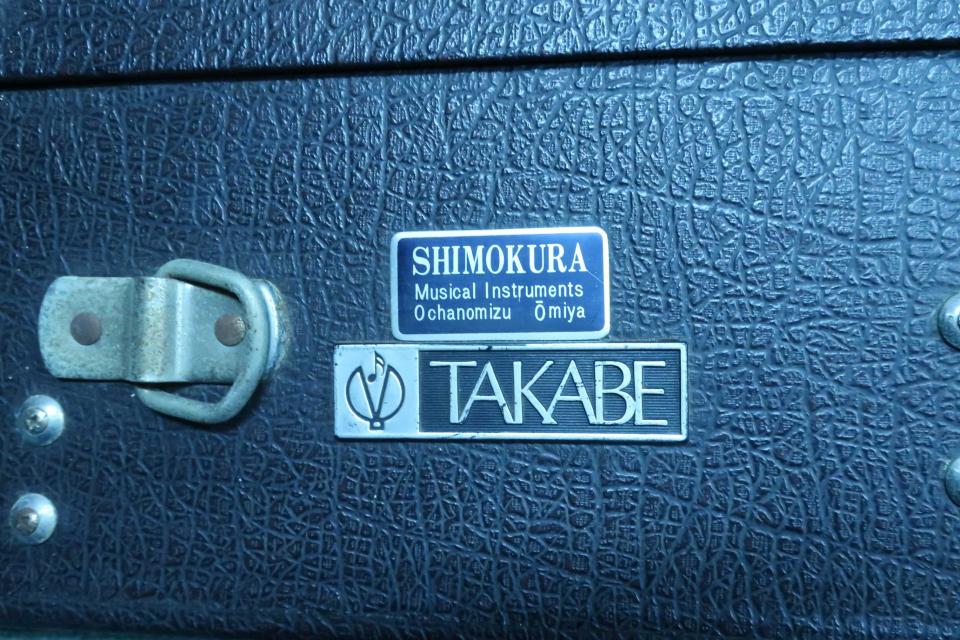 SHIMOKURA
Musical Instruments
Ochanomizu Ōmiya
TAKABE